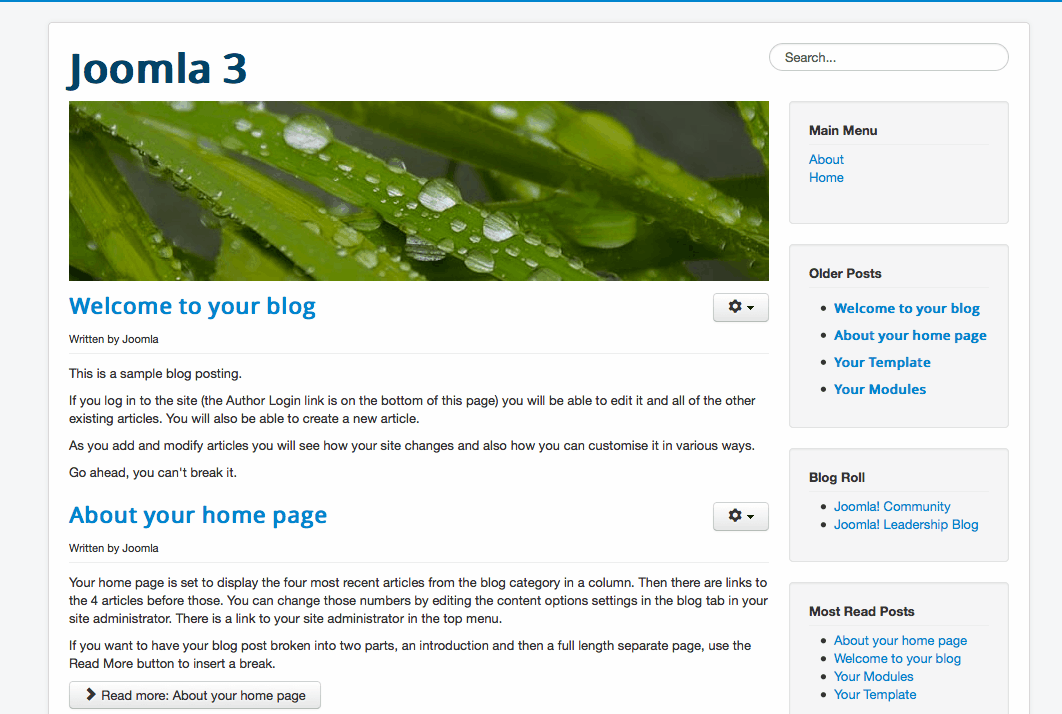 Joomla 3
Search...
Welcome to your blog
Written by Joomla
This is a sample blog posting.
If you log in to the site (the Author Login link is on the bottom of this page) you will be able to edit it and all of the other
existing articles. You will also be able to create a new article.
As you add and modify articles you will see how your site changes and also how you can customise it in various ways.
Go ahead, you can't break it.
About your home page
Written by Joomla
Your home page is set to display the four most recent articles from the blog category in a column. Then there are links to
the 4 articles before those. You can change those numbers by editing the content options settings in the blog tab in your
site administrator. There is a link to your site administrator in the top menu.
If you want to have your blog post broken into two parts, an introduction and then a full length separate page, use the
Read More button to insert a break.
Read more: About your home page
Main Menu
About
Home
Older Posts
Welcome to your blog
About your home page
Your Template
Your Modules
Blog Roll
Joomla! Community
Joomla! Leadership Blog
Most Read Posts
About your home page
Welcome to your blog
Your Modules
Your Template